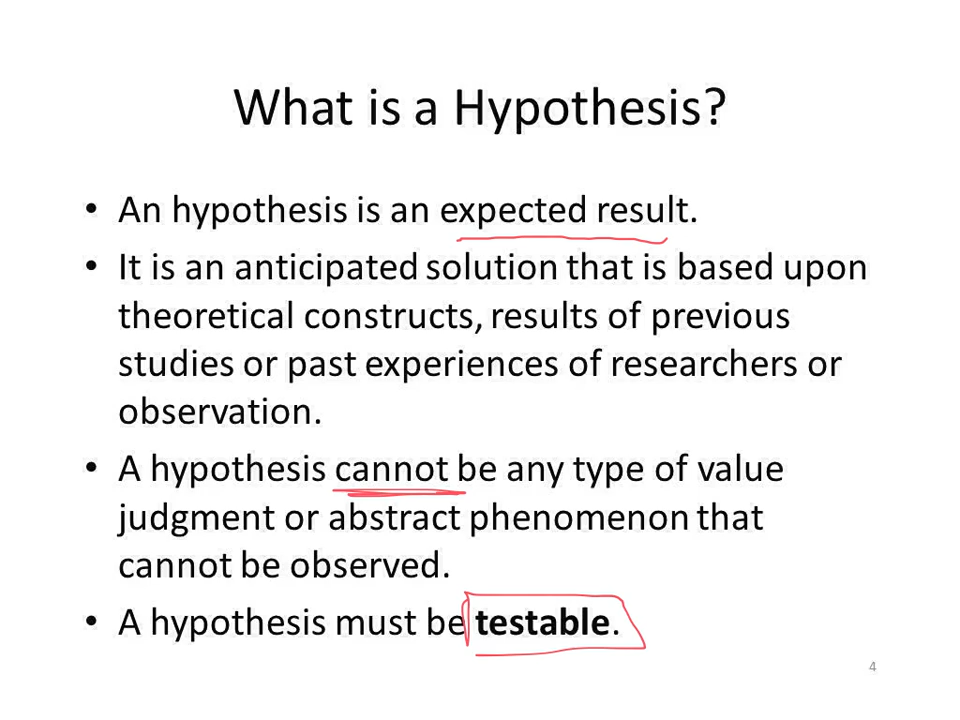 What is a Hypothesis?
• An hypothesis is an expected result.
• It is an anticipated solution that is based upon
theoretical constructs, results of previous
studies or past experiences of researchers or
observation.
• A hypothesis cannot be any type of value
judgment or abstract phenomenon that
cannot be observed.
• A hypothesis must be testable.
4